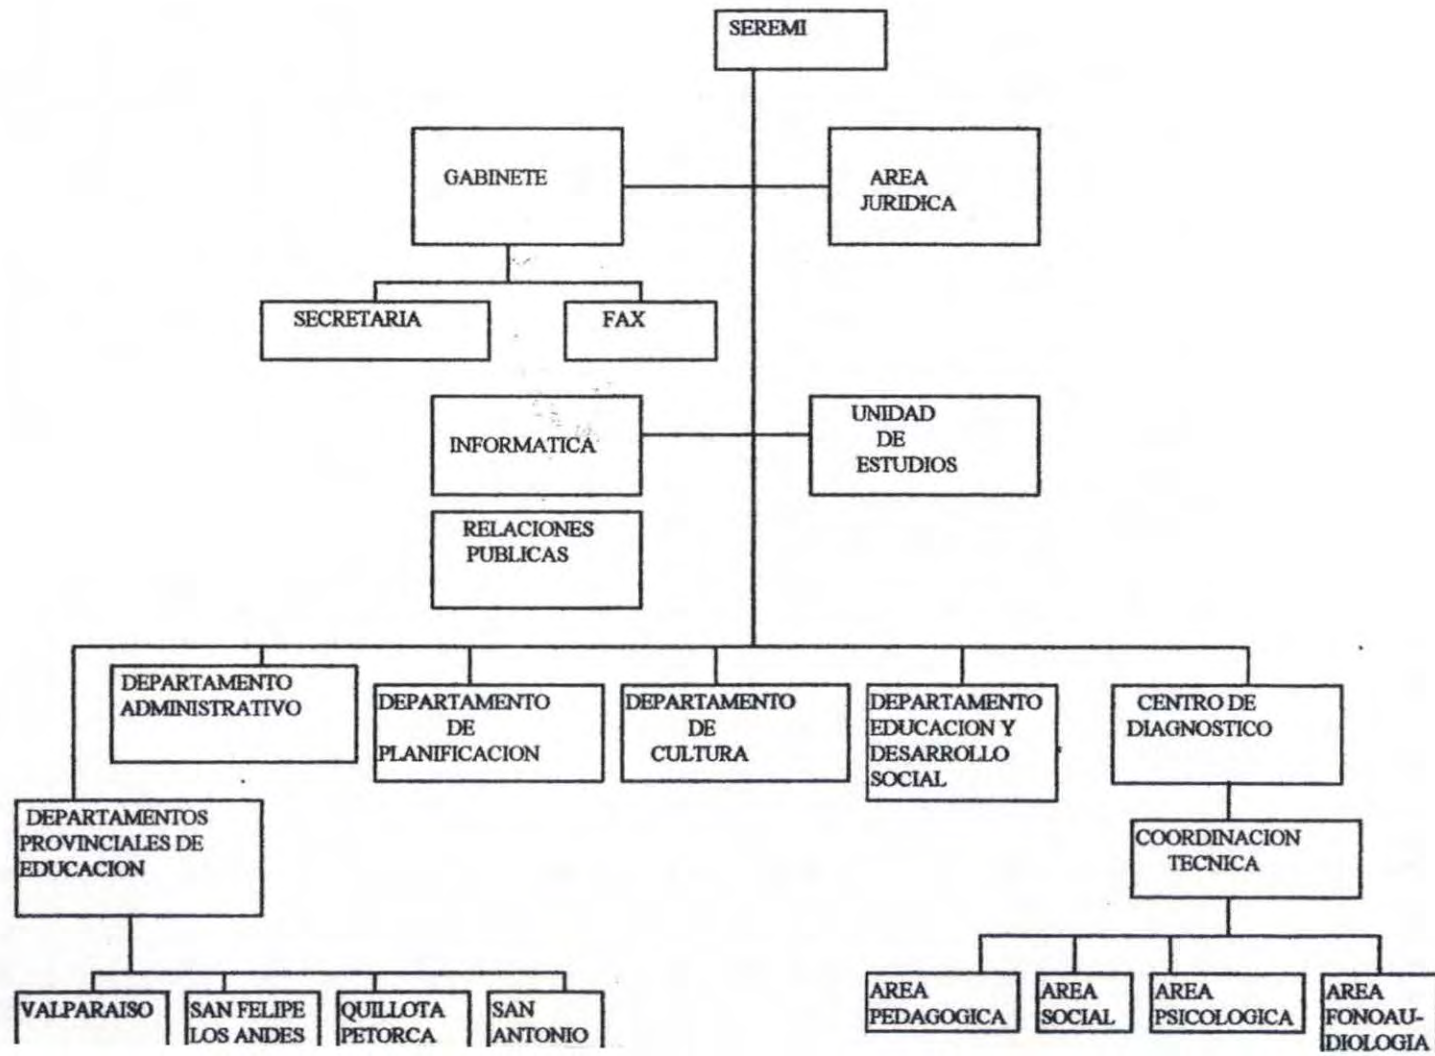 SEREMI
GABINETE
AREA
JURIDICA
SECRETARIA
FAX
INFORMATICA
UNIDAD
DE
ESTUDIOS
RELACIONES
PUBLICAS
DEPARTAMENTO
ADMINISTRATIVO
DEPARTAMENTO
DE
PLANIFICACION
DEPARTAMENTO
DE
CULTURA
DEPARTAMENTO
EDUCACION Y
DESARROLLO
SOCIAL
CENTRO DE
DIAGNOSTICO
DEPARTAMENTOS
PROVINCIALES DE
EDUCACION
COORDINACION
TECNICA
VALPARAISO
SAN FELIPE
LOS ANDES
QUILLOTA
PETORCA
SAN
ANTONIO
AREA
PEDAGOGICA
AREA
SOCIAL
AREA
PSICOLOGICA
AREA
FONOAU-
DIOLOGIA